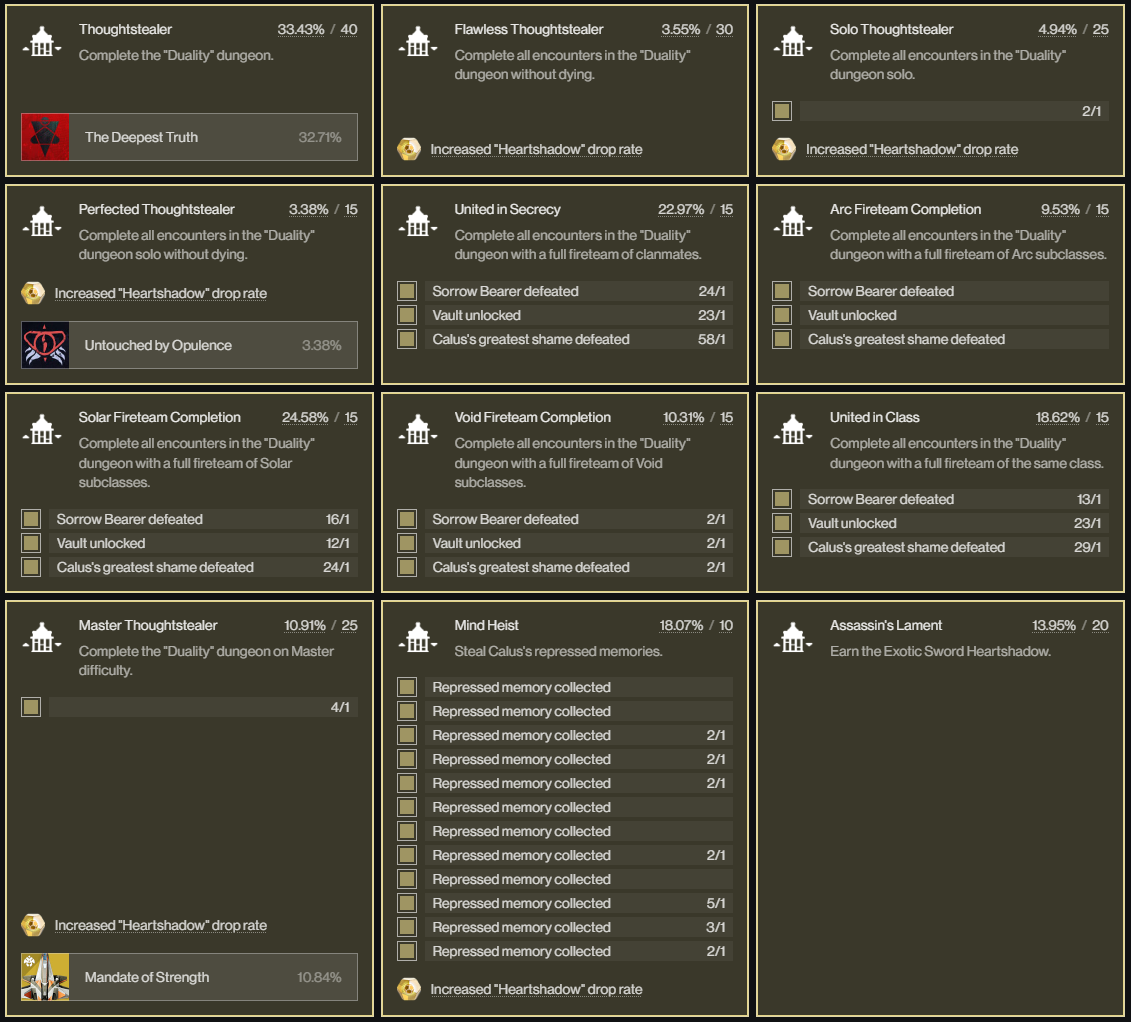 Thoughtstealer 33.43% / 40
Complete the "Duality" dungeon.
The Deepest Truth 32.71%
Flawless Thoughtstealer 3.55% / 30
Complete all encounters in the "Duality"
dungeon without dying.
Increased "Heartshadow" drop rate
Solo Thoughtstealer 4.94% / 25
Complete all encounters in the "Duality"
dungeon solo.
2/1
Increased "Heartshadow" drop rate
Perfected Thoughtstealer 3.38% / 15
Complete all encounters in the "Duality"
dungeon solo without dying.
Increased "Heartshadow" drop rate
Untouched by Opulence 3.38%
United in Secrecy 22.97% / 15
Complete all encounters in the "Duality"
dungeon with a full fireteam of clanmates.
Sorrow Bearer defeated 24/1
Vault unlocked 23/1
Calus's greatest shame defeated 58/1
Arc Fireteam Completion 9.53% / 15
Complete all encounters in the "Duality"
dungeon with a full fireteam of Arc subclasses.
Sorrow Bearer defeated
Vault unlocked
Calus's greatest shame defeated
Solar Fireteam Completion 24.58% / 15
Complete all encounters in the "Duality"
dungeon with a full fireteam of Solar
subclasses.
Sorrow Bearer defeated 16/1
Vault unlocked 12/1
Calus's greatest shame defeated 24/1
Void Fireteam Completion 10.31% / 15
Complete all encounters in the "Duality"
dungeon with a full fireteam of Void
subclasses.
Sorrow Bearer defeated 2/1
Vault unlocked 2/1
Calus's greatest shame defeated 2/1
United in Class 18.62% / 15
Complete all encounters in the "Duality"
dungeon with a full fireteam of the same class.
Sorrow Bearer defeated 13/1
Vault unlocked 23/1
Calus's greatest shame defeated 29/1
Master Thoughtstealer 10.91% / 25
Complete the "Duality" dungeon on Master
difficulty.
4/1
Increased "Heartshadow" drop rate
Mandate of Strength 10.84%
Mind Heist 18.07% / 10
Steal Calus's repressed memories.
Repressed memory collected
Repressed memory collected
Repressed memory collected 2/1
Repressed memory collected 2/1
Repressed memory collected 2/1
Repressed memory collected
Repressed memory collected
Repressed memory collected 2/1
Repressed memory collected
Repressed memory collected 5/1
Repressed memory collected 3/1
Repressed memory collected 2/1
Increased "Heartshadow" drop rate
Assassin's Lament 13.95% / 20
Earn the Exotic Sword Heartshadow.